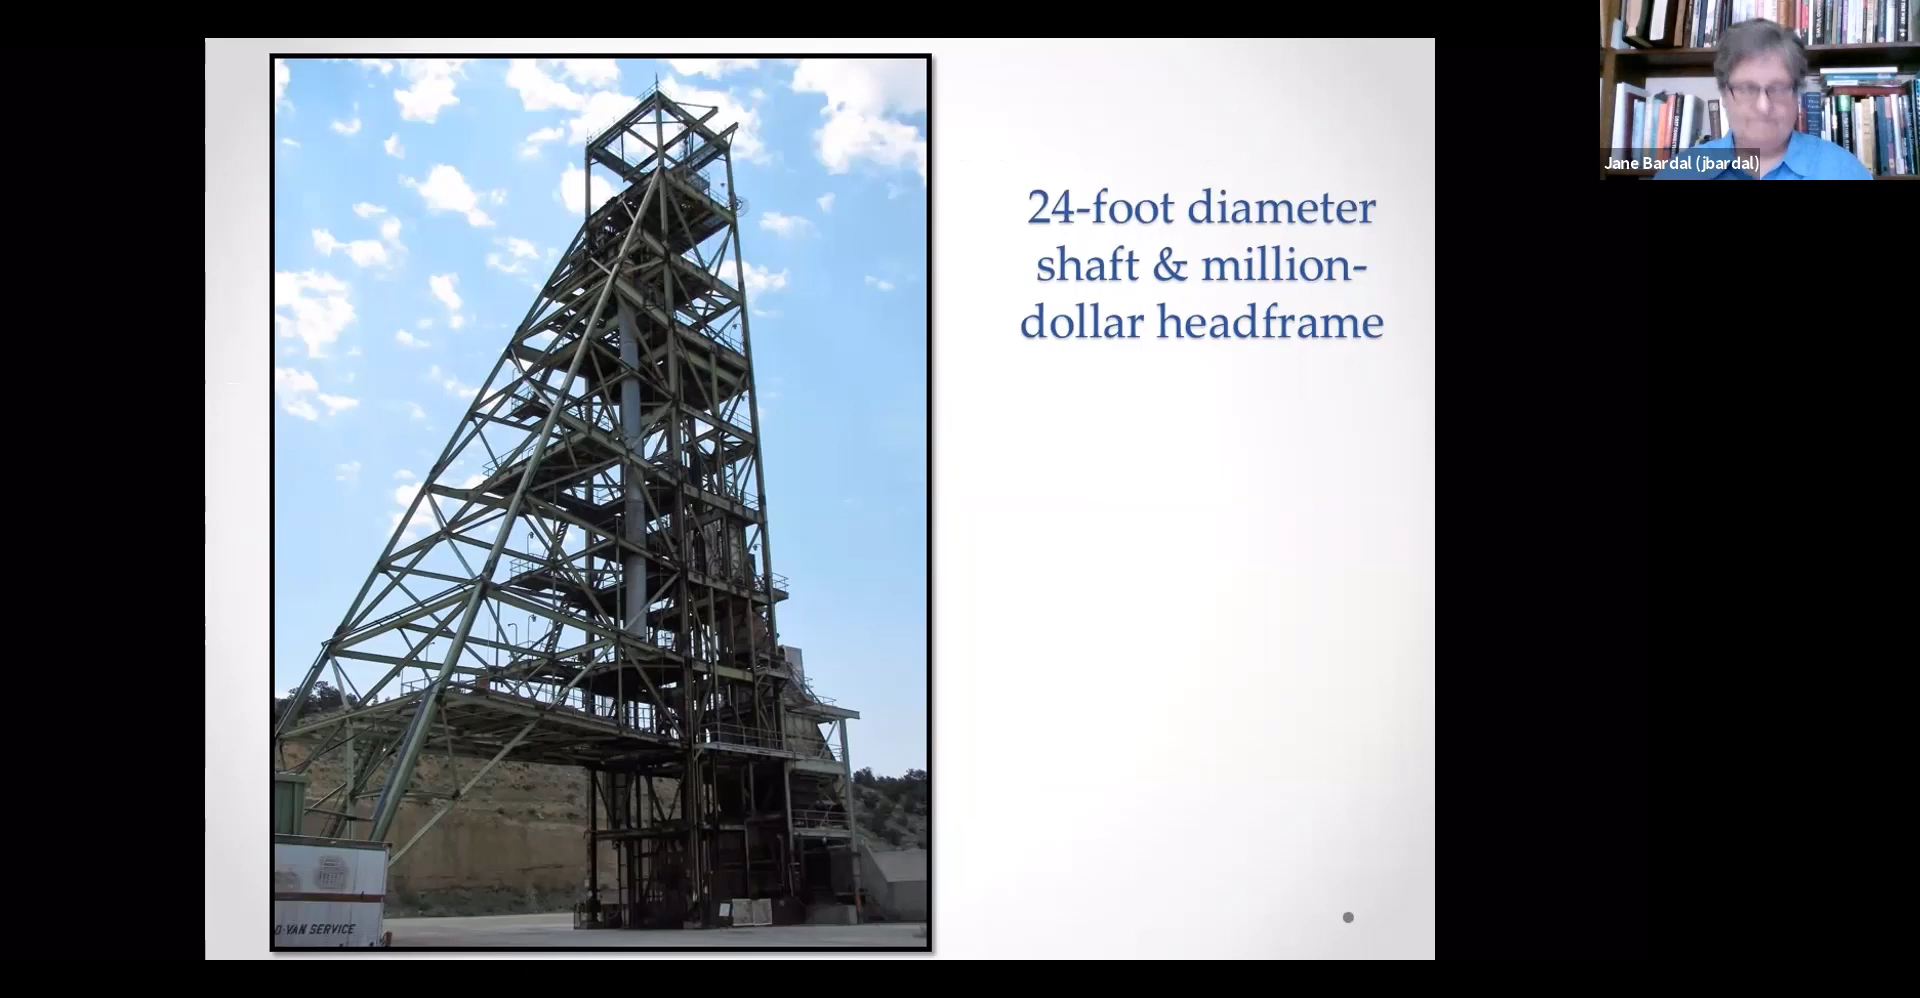 24-foot diameter
shaft & million-
dollar headframe
Jane Bardal (jbardal)
VAN SERVICE